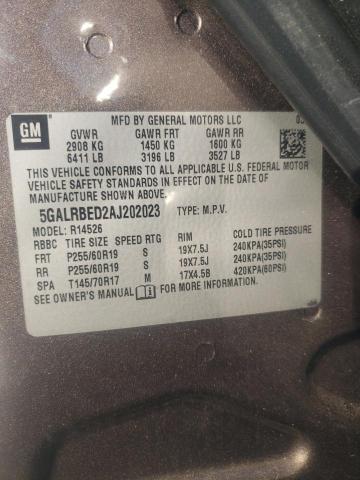 GM
MFD BY GENERAL MOTORS LLC
GVWR GAWR FRT GAWR RR
2908 KG 1450 KG 1600 KG
6411 LB 3196 LB 3527 LB
THIS VEHICLE CONFORMS TO ALL APPLICABLE U.S. FEDERAL MOTOR
VEHICLE SAFETY STANDARDS IN EFFECT ON THE DATE OF
MANUFACTURE SHOWN ABOVE.
5GALRBED2AJ202023 TYPE: M.P.V.
MODEL: R14526
RBBC TIRE SIZE SPEED RTG RIM COLD TIRE PRESSURE
FRT P255/60R19 S 19X7.5J 240KPA(35PSI)
RR P255/60R19 S 19X7.5J 240KPA(35PSI)
SPA T145/70R17 M 17X4.5B 420KPA(60PSI)
SEE OWNER'S MANUAL FOR MORE INFORMATION.